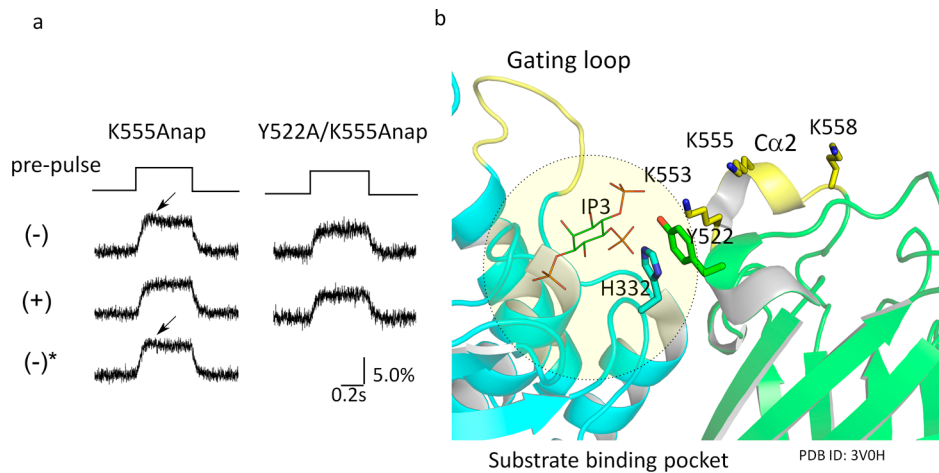 a
K555Anap
Y522A/K555Anap
pre-pulse
(-)
(+)
(-)*
5.0%
0.2s
b
Gating loop
K555
Cα2
K558
K553
IP3
Y522
H332
Substrate binding pocket
PDB ID: 3V0H